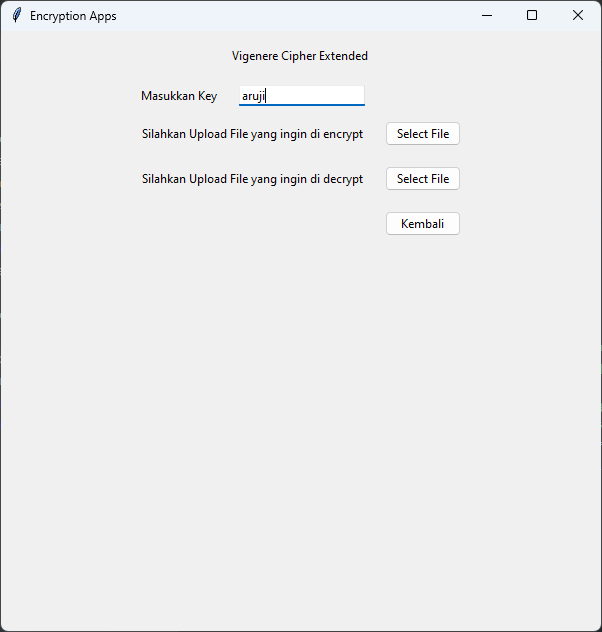 Encryption Apps
Vigenere Cipher Extended
Masukkan Key aruji
Silahkan Upload File yang ingin di encrypt Select File
Silahkan Upload File yang ingin di decrypt Select File
Kembali